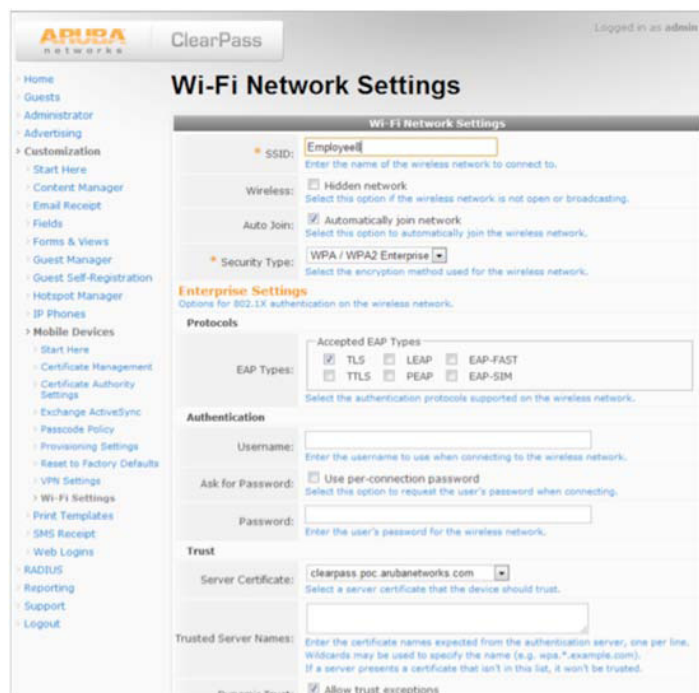 Logged in as admin
ARUBA networks
ClearPass
Home
Guests
Administrator
Advertising
Customization
Start Here
Content Manager
Email Receipt
Fields
Forms & Views
Guest Manager
Guest Self-Registration
Hotspot Manager
IP Phones
Mobile Devices
Start Here
Certificate Management
Certificate Authority
Settings
Exchange ActiveSync
Passcode Policy
Provisioning Settings
Reset to Factory Defaults
VPN Settings
Wi-Fi Settings
Print Templates
SMS Receipt
Web Logins
RADIUS
Reporting
Support
Logout
Wi-Fi Network Settings
Wi-Fi Network Settings
* SSID:
Enter the name of the wireless network to connect to.
Wireless: Hidden network
Select this option if the wireless network is not open or broadcasting.
Auto Join: Automatically join network
Select this option to automatically join the wireless network.
* Security Type: WPA / WPA2 Enterprise
Select the encryption method used for the wireless network.
Enterprise Settings
Options for 802.1X authentication on the wireless network.
Protocols
Accepted EAP Types
EAP Types: TLS LEAP EAP-FAST
TTLS PEAP EAP-SIM
Select the authentication protocols supported on the wireless network.
Authentication
Username:
Enter the username to use when connecting to the wireless network.
Ask for Password: Use per-connection password
Select this option to request the user's password when connecting.
Password:
Enter the user's password for the wireless network.
Trust
Server Certificate: clearpass.poc.arubanetworks.com
Select a server certificate that the device should trust.
Trusted Server Names:
Enter the certificate names expected from the authentication server, one per line.
Wildcards may be used to specify the name (e.g. wpa.*.example.com).
If a server presents a certificate that isn't in this list, it won't be trusted.
Allow trust exceptions